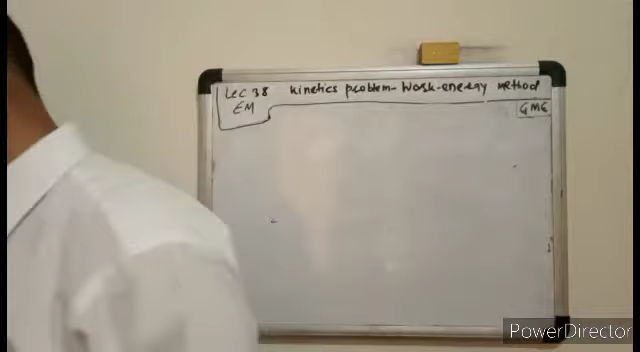 Lec 38 kinetics problem- Work-energy method
EM
GME
PowerDirector